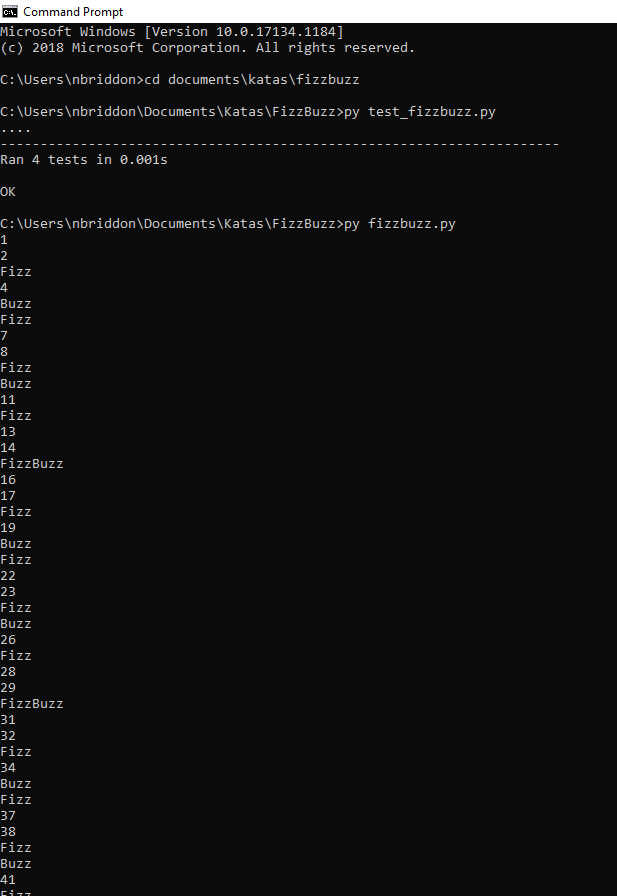 Command Prompt
Microsoft Windows [Version 10.0.17134.1184]
(c) 2018 Microsoft Corporation. All rights reserved.
C:\Users\nbriddon>cd documents\katas\fizzbuzz
C:\Users\nbriddon\Documents\Katas\FizzBuzz>py test_fizzbuzz.py
....
----------------------------------------------------------------------
Ran 4 tests in 0.001s
OK
C:\Users\nbriddon\Documents\Katas\FizzBuzz>py fizzbuzz.py
1
2
Fizz
4
Buzz
Fizz
7
8
Fizz
Buzz
11
Fizz
13
14
FizzBuzz
16
17
Fizz
19
Buzz
Fizz
22
23
Fizz
Buzz
26
Fizz
28
29
FizzBuzz
31
32
Fizz
34
Buzz
Fizz
37
38
Fizz
Buzz
41
Fizz